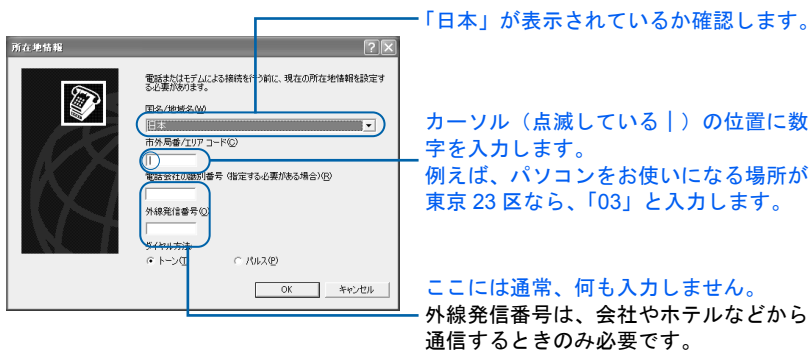 「日本」が表示されているか確認します。
所在地情報
電話またはモデムによる接続を行う前に、現在の所在地情報を設定す
る必要があります。
国名/地域名(W)
日本
市外局番/エリア コード(C)
電話会社の識別番号 (指定する必要がある場合)(R)
外線発信番号(O)
ダイヤル方法:
トーン(T)
パルス(P)
OK
キャンセル
カーソル（点滅している｜）の位置に数
字を入力します。
例えば、パソコンをお使いになる場所が
東京 23 区なら、「03」と入力します。
ここには通常、何も入力しません。
外線発信番号は、会社やホテルなどから
通信するときのみ必要です。